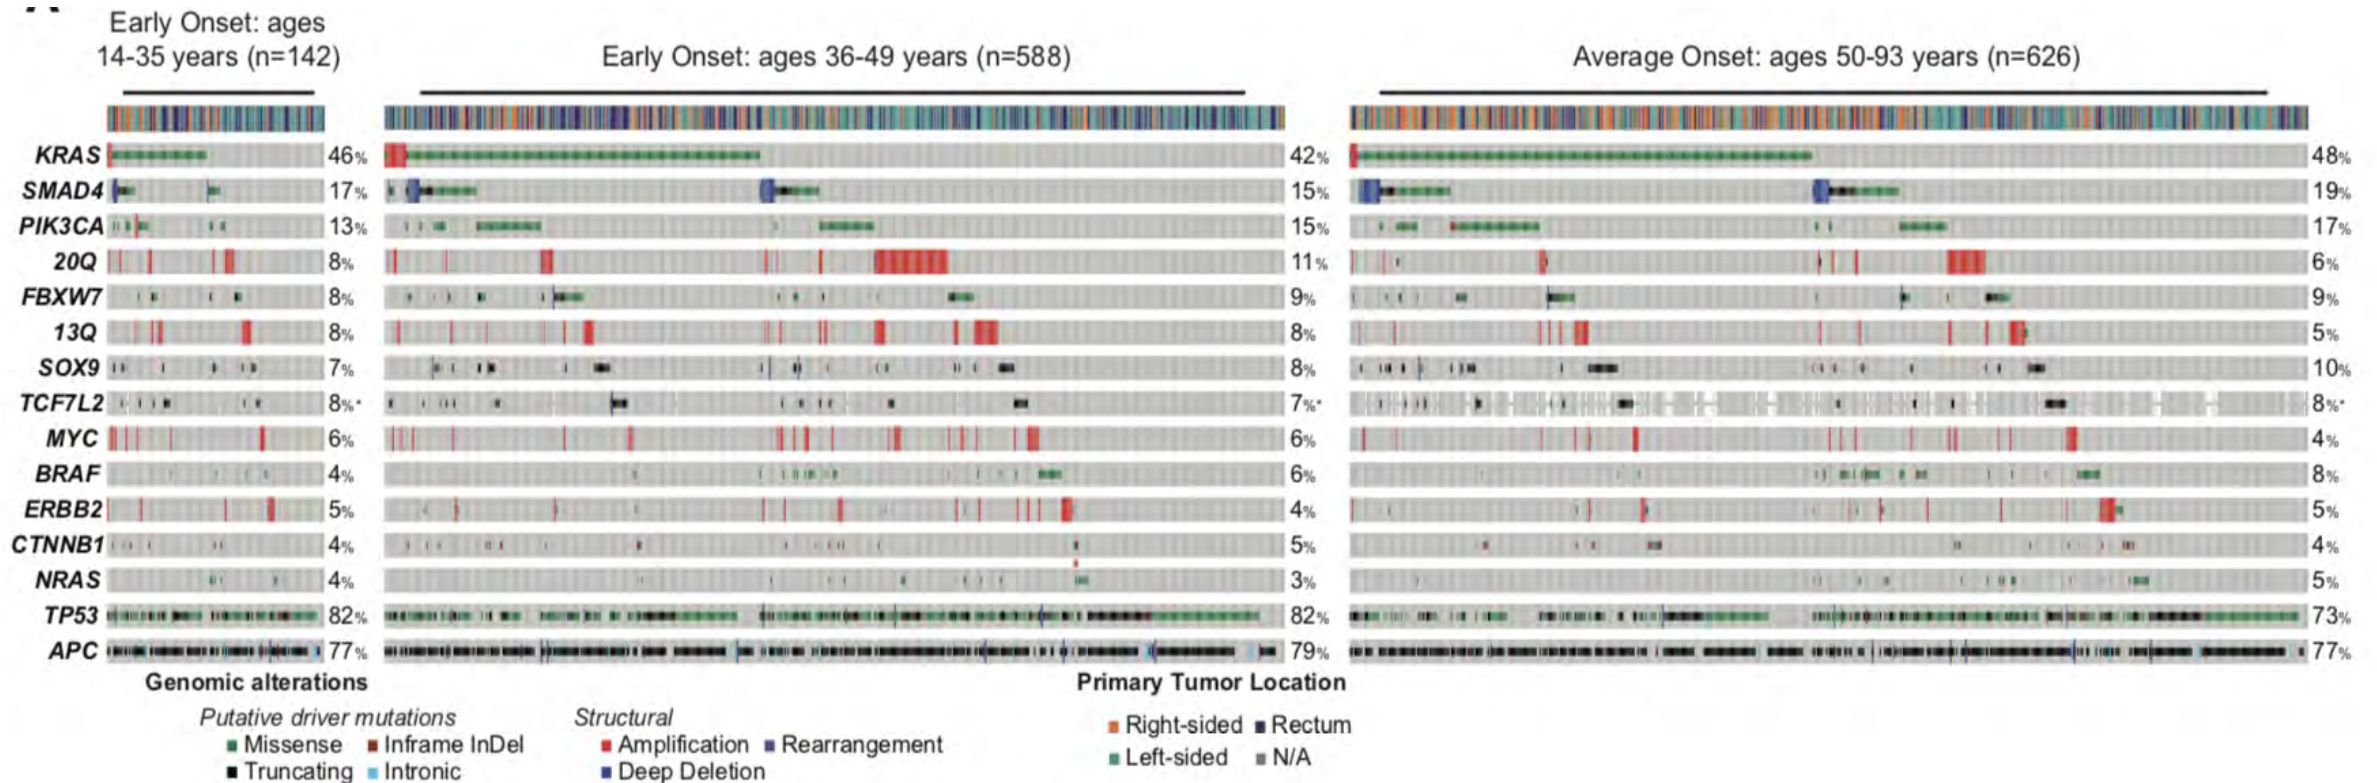 Early Onset: ages
14-35 years (n=142)
Early Onset: ages 36-49 years (n=588)
Average Onset: ages 50-93 years (n=626)
KRAS 46% 42% 48%
SMAD4 17% 15% 19%
PIK3CA 13% 15% 17%
20Q 8% 11% 6%
FBXW7 8% 9% 9%
13Q 8% 8% 5%
SOX9 7% 8% 10%
TCF7L2 8%* 7%* 8%*
MYC 6% 6% 4%
BRAF 4% 6% 8%
ERBB2 5% 4% 5%
CTNNB1 4% 5% 4%
NRAS 4% 3% 5%
TP53 82% 82% 73%
APC 77% 79% 77%
Genomic alterations
Putative driver mutations
Missense Inframe InDel
Truncating Intronic
Structural
Amplification Rearrangement
Deep Deletion
Primary Tumor Location
Right-sided Rectum
Left-sided N/A